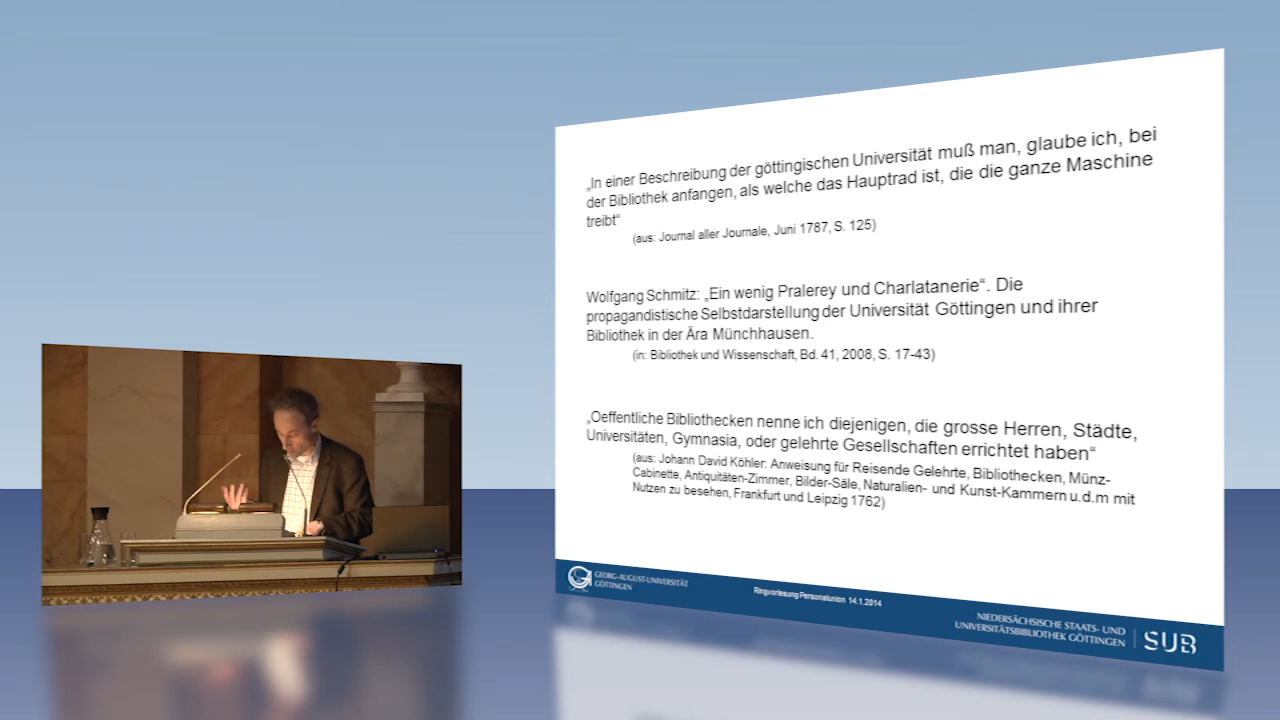 „In einer Beschreibung der göttingischen Universität muß man, glaube ich, bei
der Bibliothek anfangen, als welche das Hauptrad ist, die die ganze Maschine
treibt“
(aus: Journal aller Journale, Juni 1787, S. 125)
Wolfgang Schmitz: „Ein wenig Pralerey und Charlatanerie“. Die
propagandistische Selbstdarstellung der Universität Göttingen und ihrer
Bibliothek in der Ära Münchhausen.
(in: Bibliothek und Wissenschaft, Bd. 41, 2008, S. 17-43)
„Oeffentliche Bibliothecken nenne ich diejenigen, die grosse Herren, Städte,
Universitäten, Gymnasia, oder gelehrte Gesellschaften errichtet haben“
(aus: Johann David Köhler: Anweisung für Reisende Gelehrte, Bibliothecken, Münz-
Cabinette, Antiquitäten-Zimmer, Bilder-Säle, Naturalien- und Kunst-Kammern u.d.m mit
Nutzen zu besehen, Frankfurt und Leipzig 1762)
GEORG-AUGUST-UNIVERSITÄT
GÖTTINGEN
Ringvorlesung Personalunion 14.1.2014
NIEDERSÄCHSISCHE STAATS- UND
UNIVERSITÄTSBIBLIOTHEK GÖTTINGEN
SUB